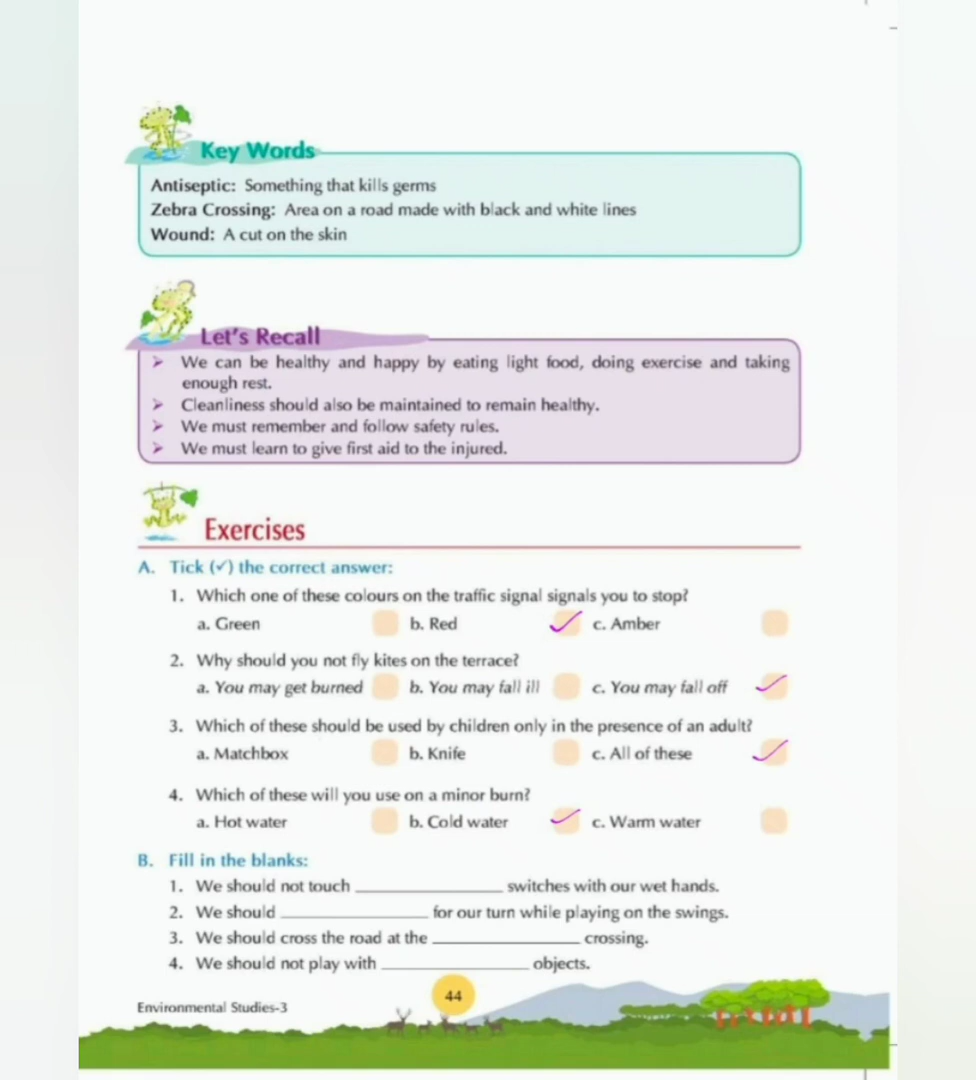 Key Words
Antiseptic: Something that kills germs
Zebra Crossing: Area on a road made with black and white lines
Wound: A cut on the skin
Let's Recall
➢ We can be healthy and happy by eating light food, doing exercise and taking
enough rest.
➢ Cleanliness should also be maintained to remain healthy.
➢ We must remember and follow safety rules.
➢ We must learn to give first aid to the injured.
Exercises
A. Tick (✓) the correct answer:
1. Which one of these colours on the traffic signal signals you to stop?
a. Green b. Red ✓ c. Amber
2. Why should you not fly kites on the terrace?
a. You may get burned b. You may fall ill c. You may fall off ✓
3. Which of these should be used by children only in the presence of an adult?
a. Matchbox b. Knife c. All of these ✓
4. Which of these will you use on a minor burn?
a. Hot water b. Cold water ✓ c. Warm water
B. Fill in the blanks:
1. We should not touch ______________ switches with our wet hands.
2. We should ______________ for our turn while playing on the swings.
3. We should cross the road at the ______________ crossing.
4. We should not play with ______________ objects.
44
Environmental Studies-3